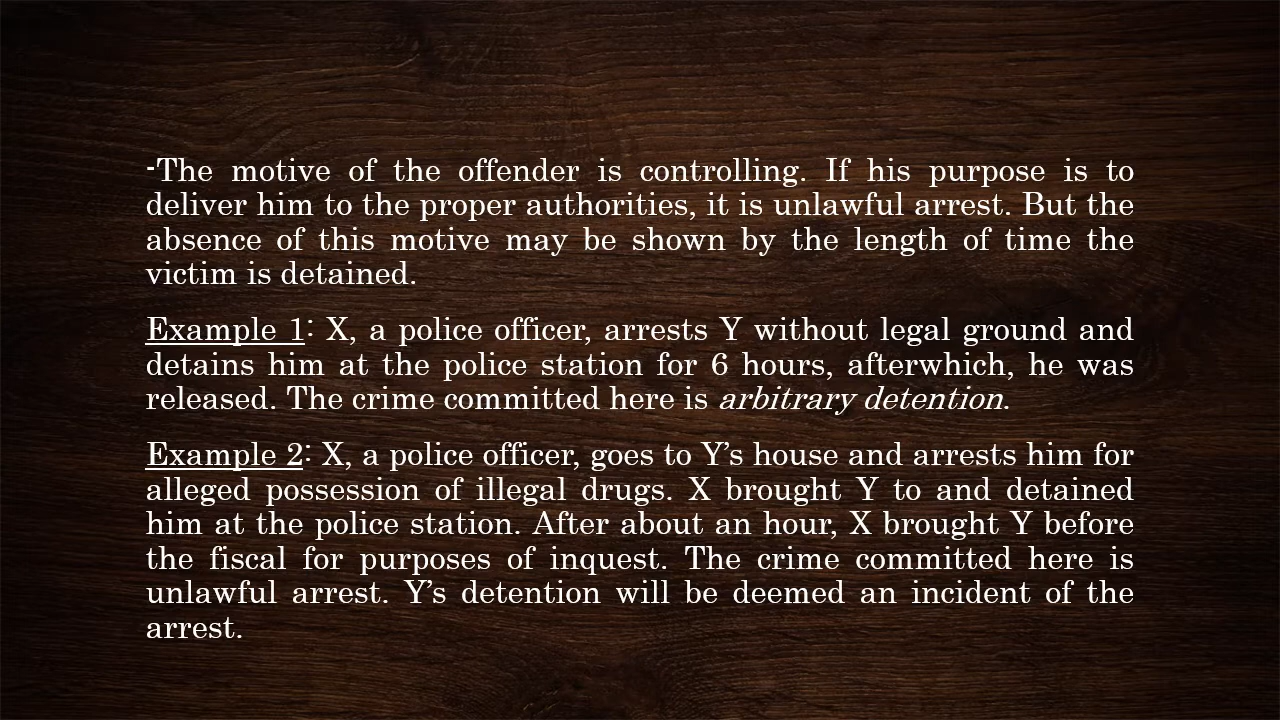 -The motive of the offender is controlling. If his purpose is to
deliver him to the proper authorities, it is unlawful arrest. But the
absence of this motive may be shown by the length of time the
victim is detained.
Example 1: X, a police officer, arrests Y without legal ground and
detains him at the police station for 6 hours, afterwhich, he was
released. The crime committed here is arbitrary detention.
Example 2: X, a police officer, goes to Y’s house and arrests him for
alleged possession of illegal drugs. X brought Y to and detained
him at the police station. After about an hour, X brought Y before
the fiscal for purposes of inquest. The crime committed here is
unlawful arrest. Y’s detention will be deemed an incident of the
arrest.